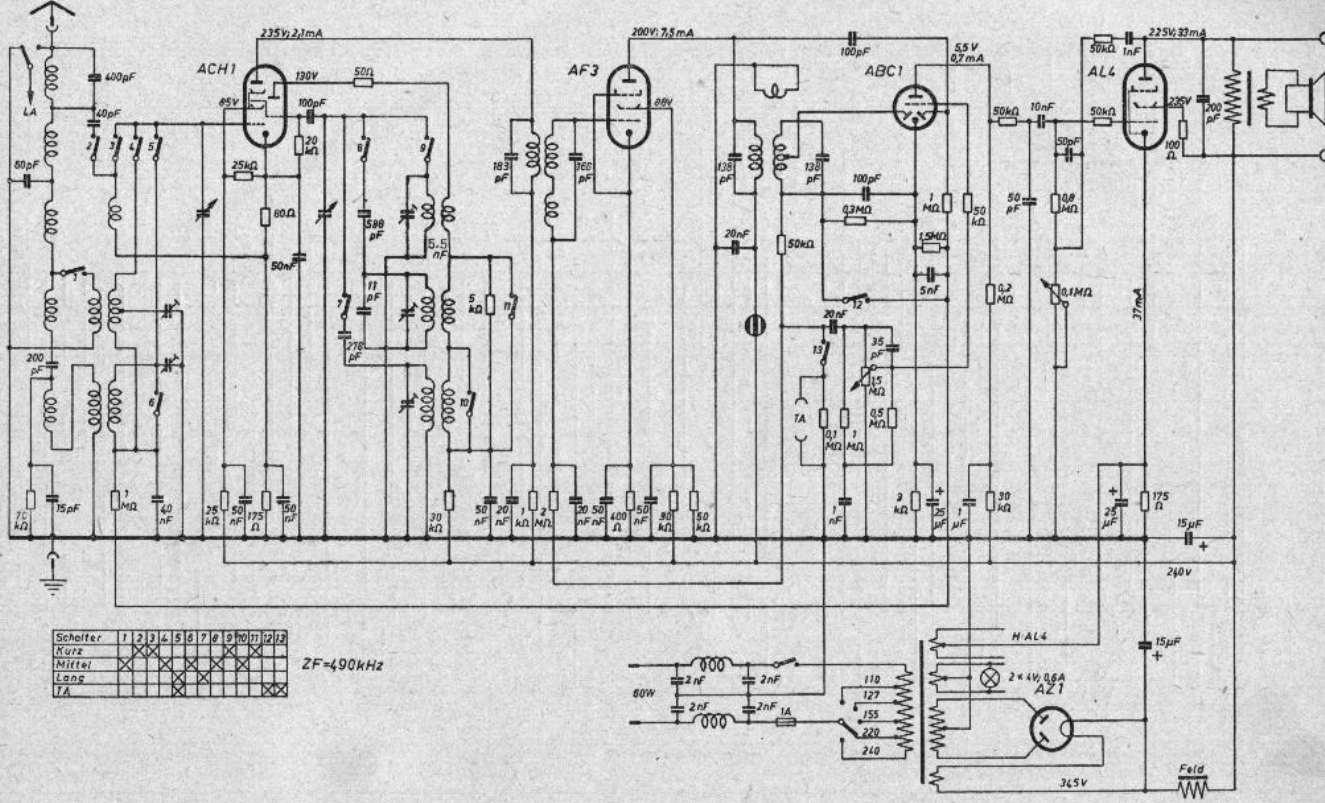 235V; 2,1mA
200V; 7,5mA
225V; 33mA
ACH1
AF3
ABC1
AL4
5,5V
0,7mA
130V
50Ω
100pF
50kΩ
1nF
400pF
LA
40pF
85V
100pF
88V
50kΩ
10nF
50kΩ
235V
200
pF
100
Ω
2
3
4
5
20
kΩ
8
9
50pF
60pF
25kΩ
183
pF
166
pF
138
pF
138
pF
100pF
80Ω
586
pF
5.5
nF
50nF
0,3MΩ
1
MΩ
50
kΩ
50
pF
0,8
MΩ
20nF
50kΩ
1,5MΩ
5nF
1
11
pF
7
5
kΩ
11
12
0,2
MΩ
0,1MΩ
37mA
200
pF
276
pF
20nF
13
35
pF
1,5
MΩ
6
10
TA
0,1
MΩ
1
MΩ
0,5
MΩ
70
kΩ
15pF
1
MΩ
40
nF
25
kΩ
50
nF
175
Ω
50
nF
30
kΩ
50
nF
20
nF
1
kΩ
2
MΩ
20
nF
50
nF
400
Ω
50
nF
30
kΩ
50
kΩ
1
nF
3
kΩ
+
25
µF
1
µF
30
kΩ
+
25
µF
175
Ω
15µF
+
240V
Schalter 1 2 3 4 5 6 7 8 9 10 11 12 13
Kurz
Mittel
Lang
TA
ZF=490kHz
H·AL4
15µF
+
60W
2nF
2nF
2nF
2nF
1A
110
127
155
220
240
2×4V; 0,6A
AZ1
345V
Feld